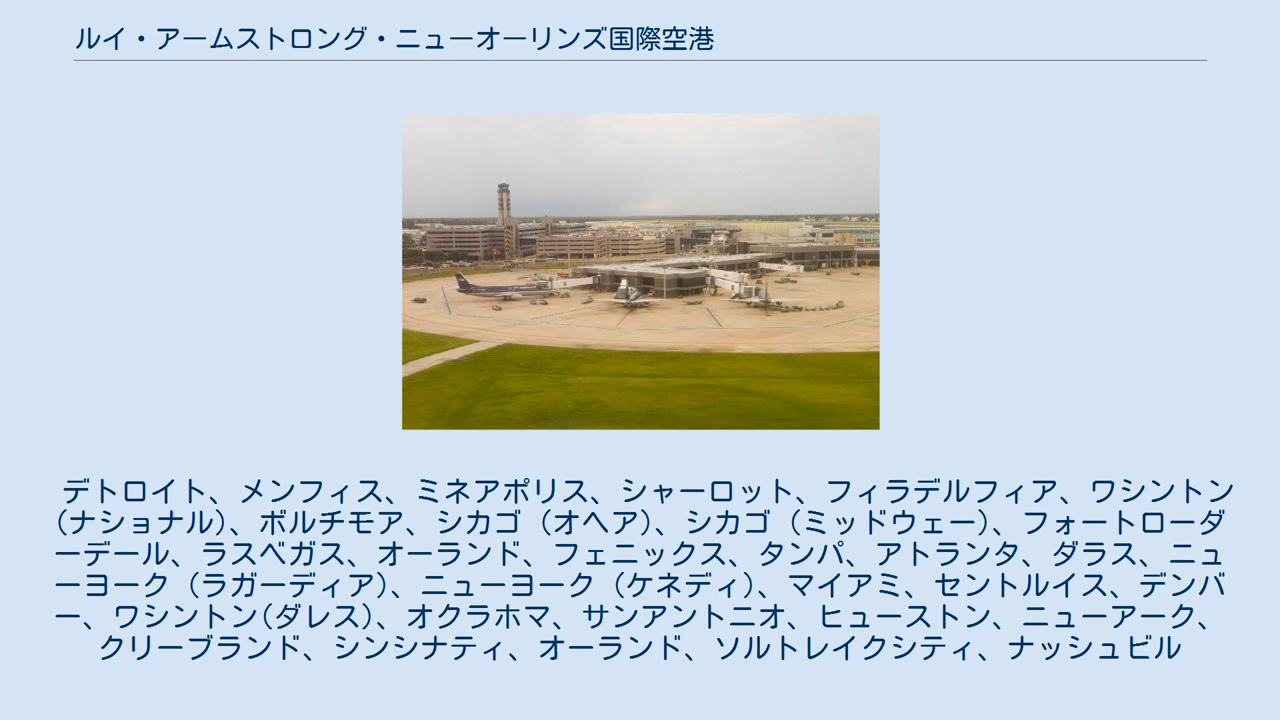 ルイ・アームストロング・ニューオーリンズ国際空港
デトロイト、メンフィス、ミネアポリス、シャーロット、フィラデルフィア、ワシントン
(ナショナル)、ボルチモア、シカゴ（オヘア)、シカゴ（ミッドウェー)、フォートローダ
ーデール、ラスベガス、オーランド、フェニックス、タンパ、アトランタ、ダラス、ニュ
ーヨーク（ラガーディア)、ニューヨーク（ケネディ)、マイアミ、セントルイス、デンバ
ー、ワシントン(ダレス)、オクラホマ、サンアントニオ、ヒューストン、ニューアーク、
クリーブランド、シンシナティ、オーランド、ソルトレイクシティ、ナッシュビル